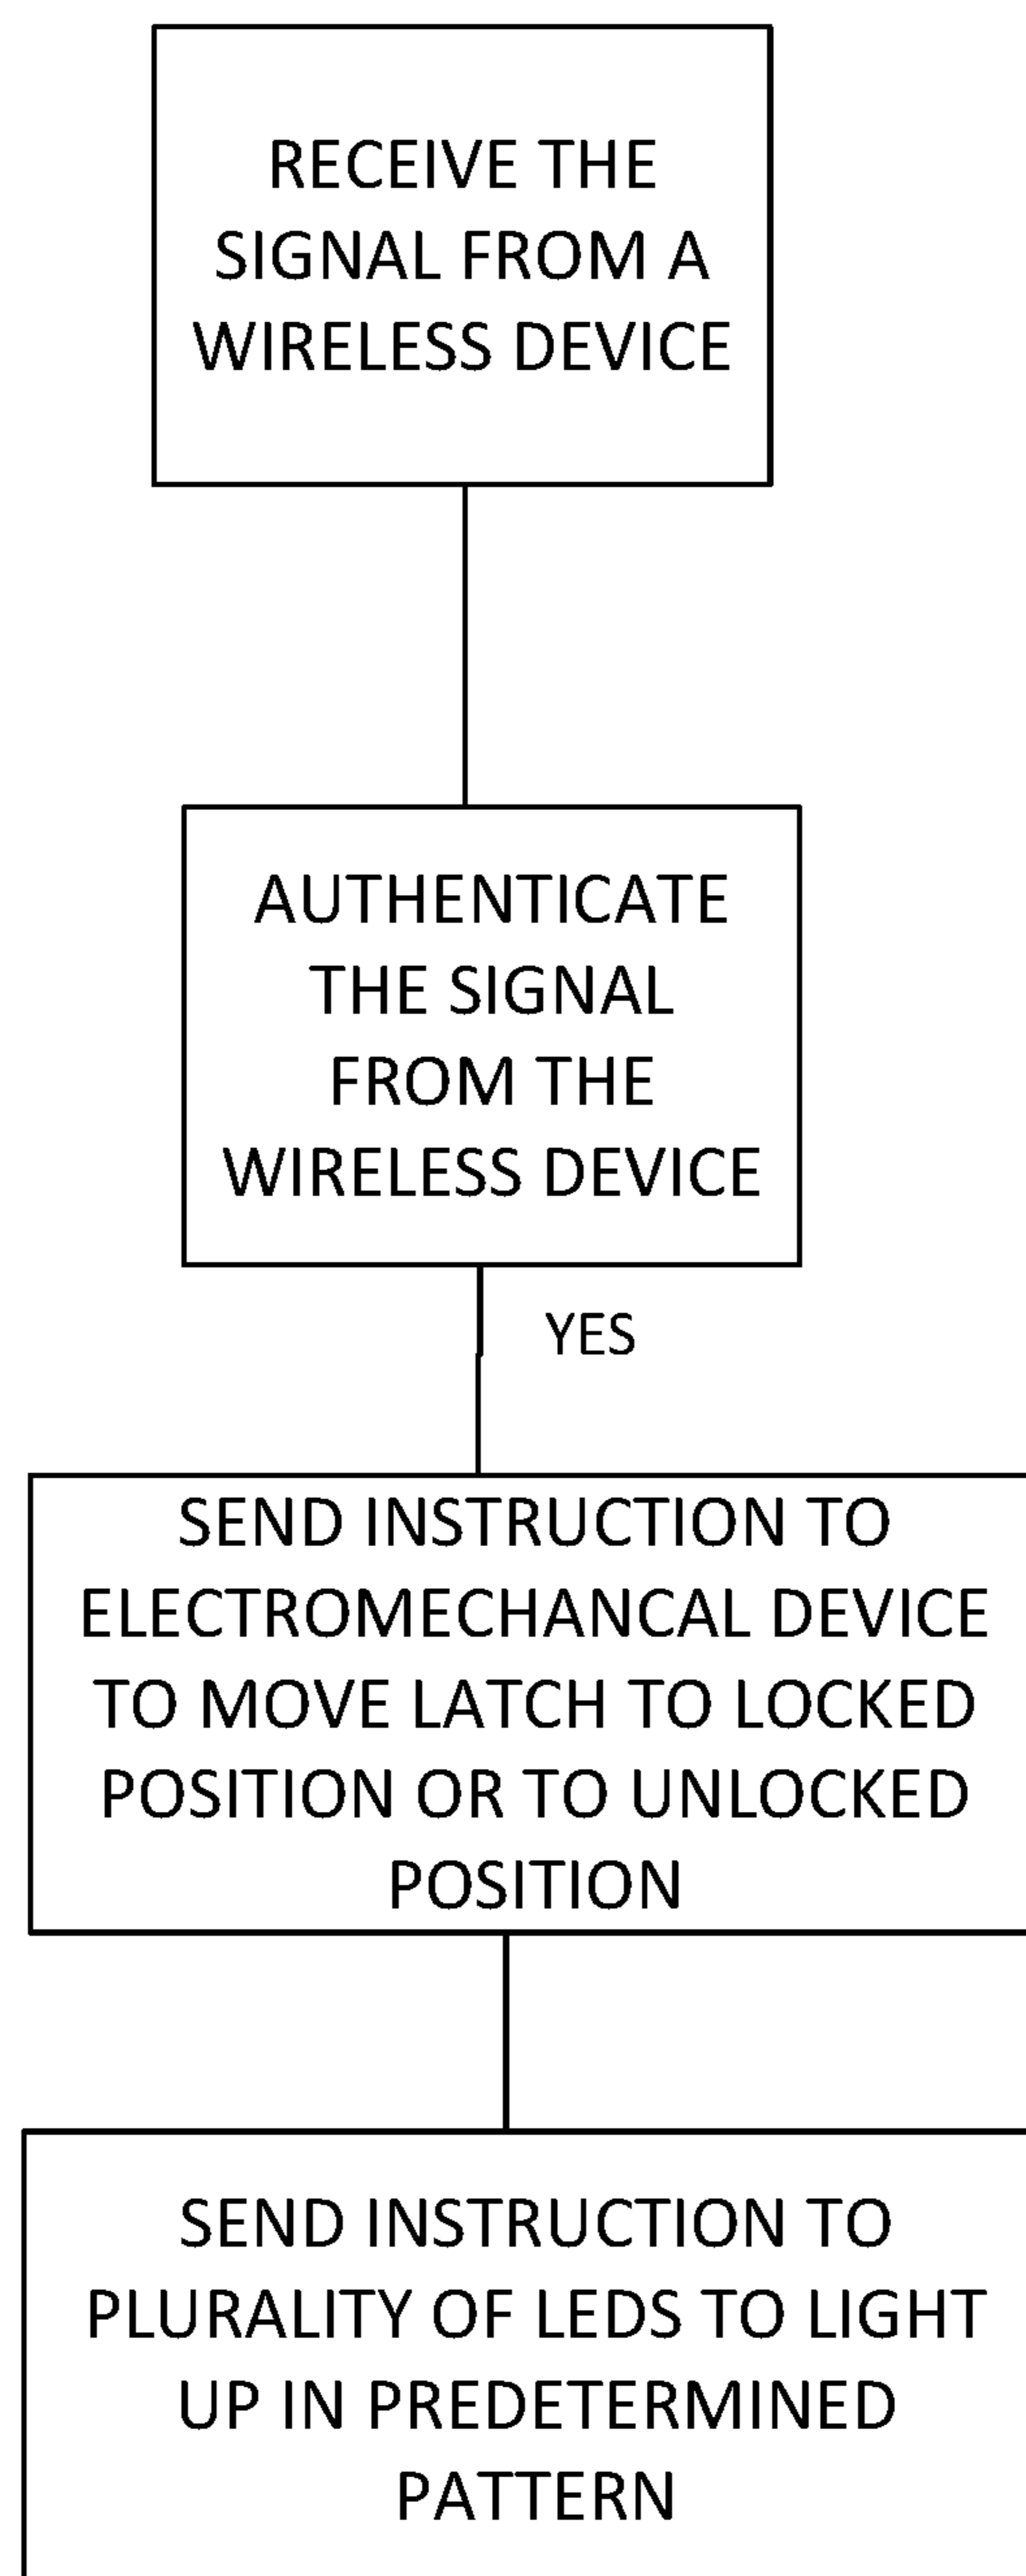 RECEIVE THE
SIGNAL FROM A
WIRELESS DEVICE
AUTHENTICATE
THE SIGNAL
FROM THE
WIRELESS DEVICE
YES
SEND INSTRUCTION TO
ELECTROMECHANCAL DEVICE
TO MOVE LATCH TO LOCKED
POSITION OR TO UNLOCKED
POSITION
SEND INSTRUCTION TO
PLURALITY OF LEDS TO LIGHT
UP IN PREDETERMINED
PATTERN